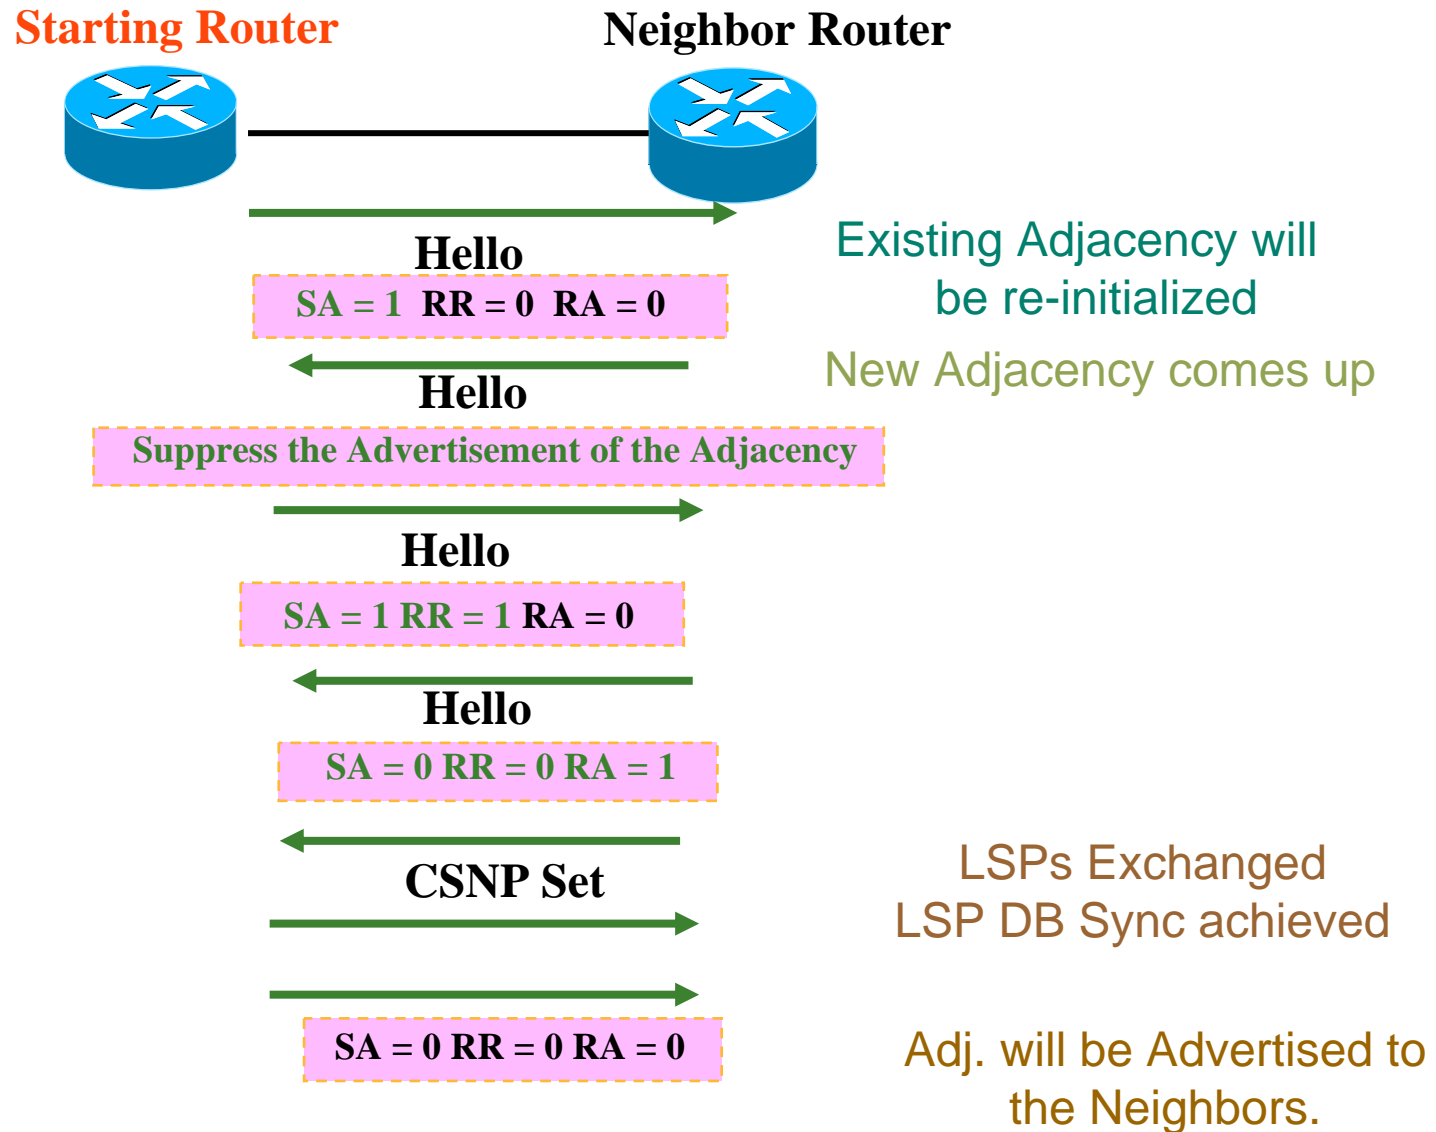 Starting Router
Neighbor Router
Hello
SA = 1 RR = 0 RA = 0
Existing Adjacency will
be re-initialized
New Adjacency comes up
Hello
Suppress the Advertisement of the Adjacency
Hello
SA = 1 RR = 1 RA = 0
Hello
SA = 0 RR = 0 RA = 1
CSNP Set
LSPs Exchanged
LSP DB Sync achieved
SA = 0 RR = 0 RA = 0
Adj. will be Advertised to
the Neighbors.